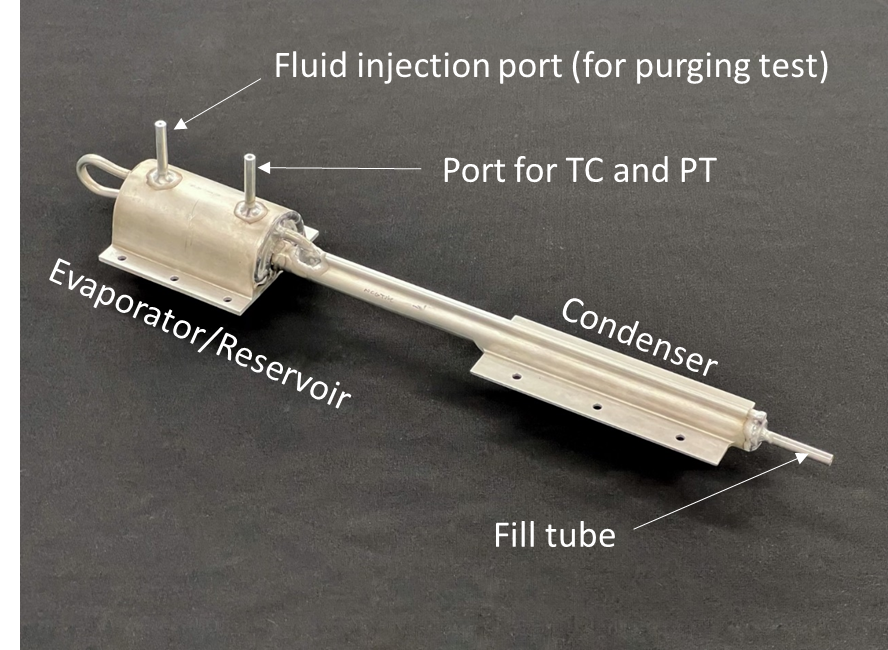 Fluid injection port (for purging test)
Port for TC and PT
Evaporator/Reservoir
Condenser
Fill tube